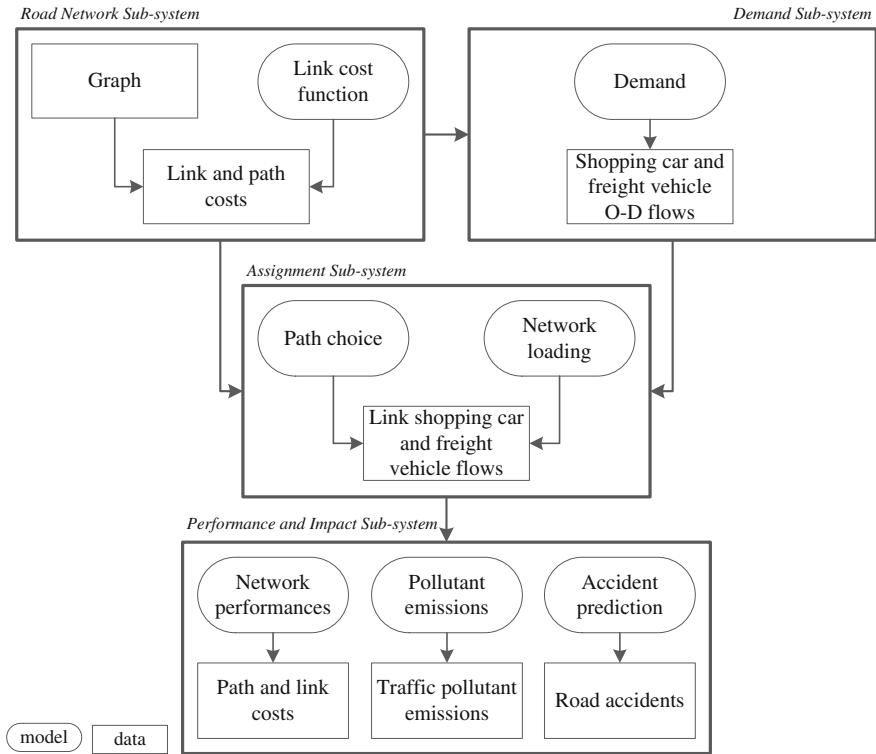 Road Network Sub-system
Demand Sub-system
Graph
Link cost
function
Link and path
costs
Demand
Shopping car and
freight vehicle
O-D flows
Assignment Sub-system
Path choice
Network
loading
Link shopping car
and freight
vehicle flows
Performance and Impact Sub-system
Network
performances
Pollutant
emissions
Accident
prediction
Path and link
costs
Traffic pollutant
emissions
Road accidents
model
data